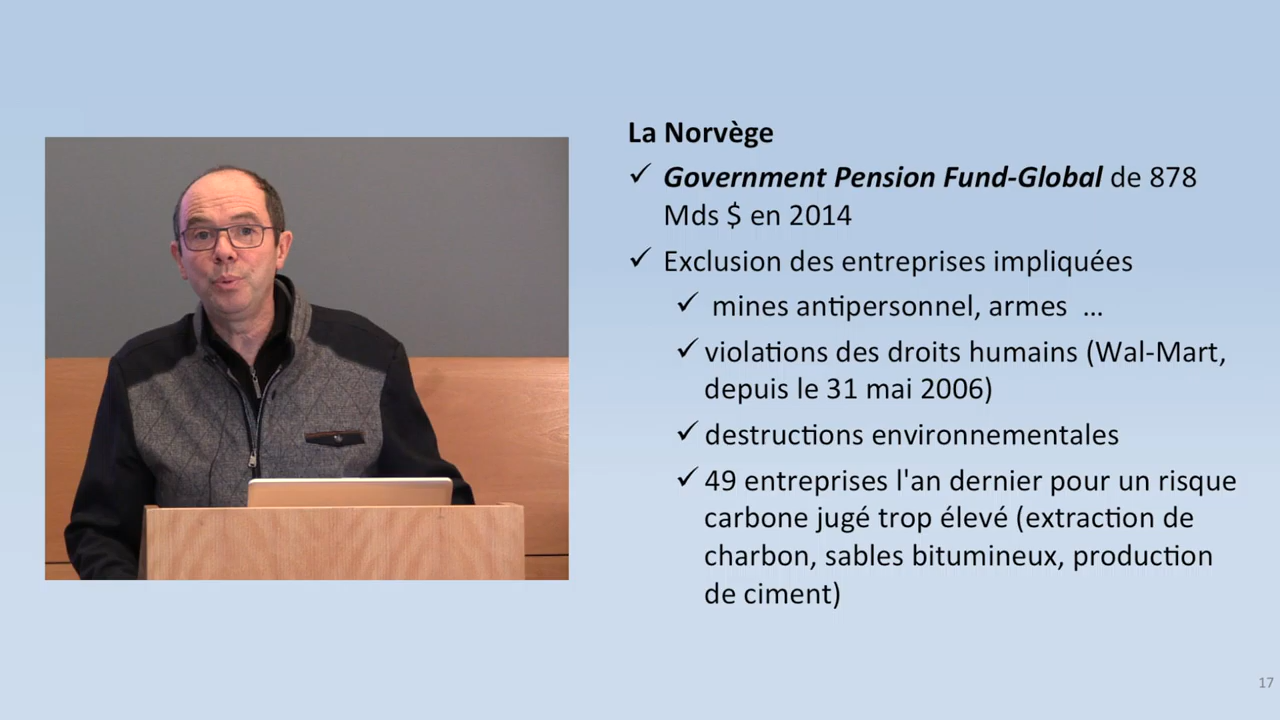 La Norvège
✓ Government Pension Fund-Global de 878
Mds $ en 2014
✓ Exclusion des entreprises impliquées
✓ mines antipersonnel, armes ...
✓ violations des droits humains (Wal-Mart,
depuis le 31 mai 2006)
✓ destructions environnementales
✓ 49 entreprises l'an dernier pour un risque
carbone jugé trop élevé (extraction de
charbon, sables bitumineux, production
de ciment)
17